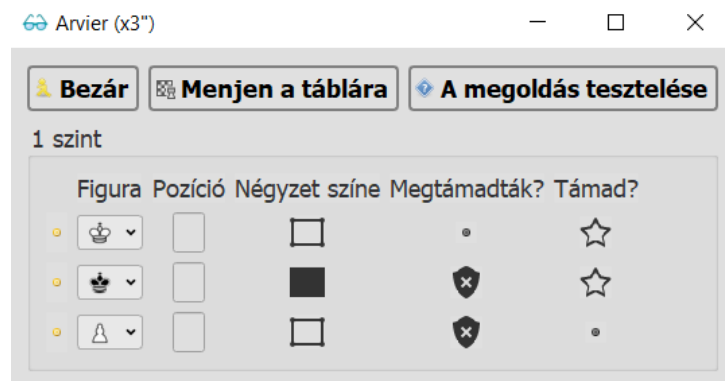 Arvier (x3")
Bezár Menjen a táblára A megoldás tesztelése
1 szint
Figura Pozíció Négyzet színe Megtámadták? Támad?